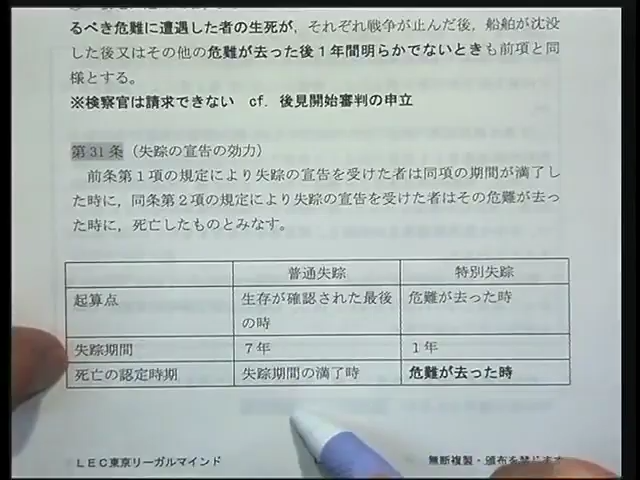 るべき危難に遭遇した者の生死が，それぞれ戦争が止んだ後，船舶が沈没
した後又はその他の危難が去った後１年間明らかでないときも前項と同
様とする。
※検察官は請求できない　cf．後見開始審判の申立
第31条（失踪の宣告の効力）
前条第１項の規定により失踪の宣告を受けた者は同項の期間が満了し
た時に，同条第２項の規定により失踪の宣告を受けた者はその危難が去っ
た時に，死亡したものとみなす。
普通失踪　特別失踪
起算点　生存が確認された最後　危難が去った時
の時
失踪期間　７年　１年
死亡の認定時期　失踪期間の満了時　危難が去った時
ＬＥＣ東京リーガルマインド　無断複製・頒布を禁じます